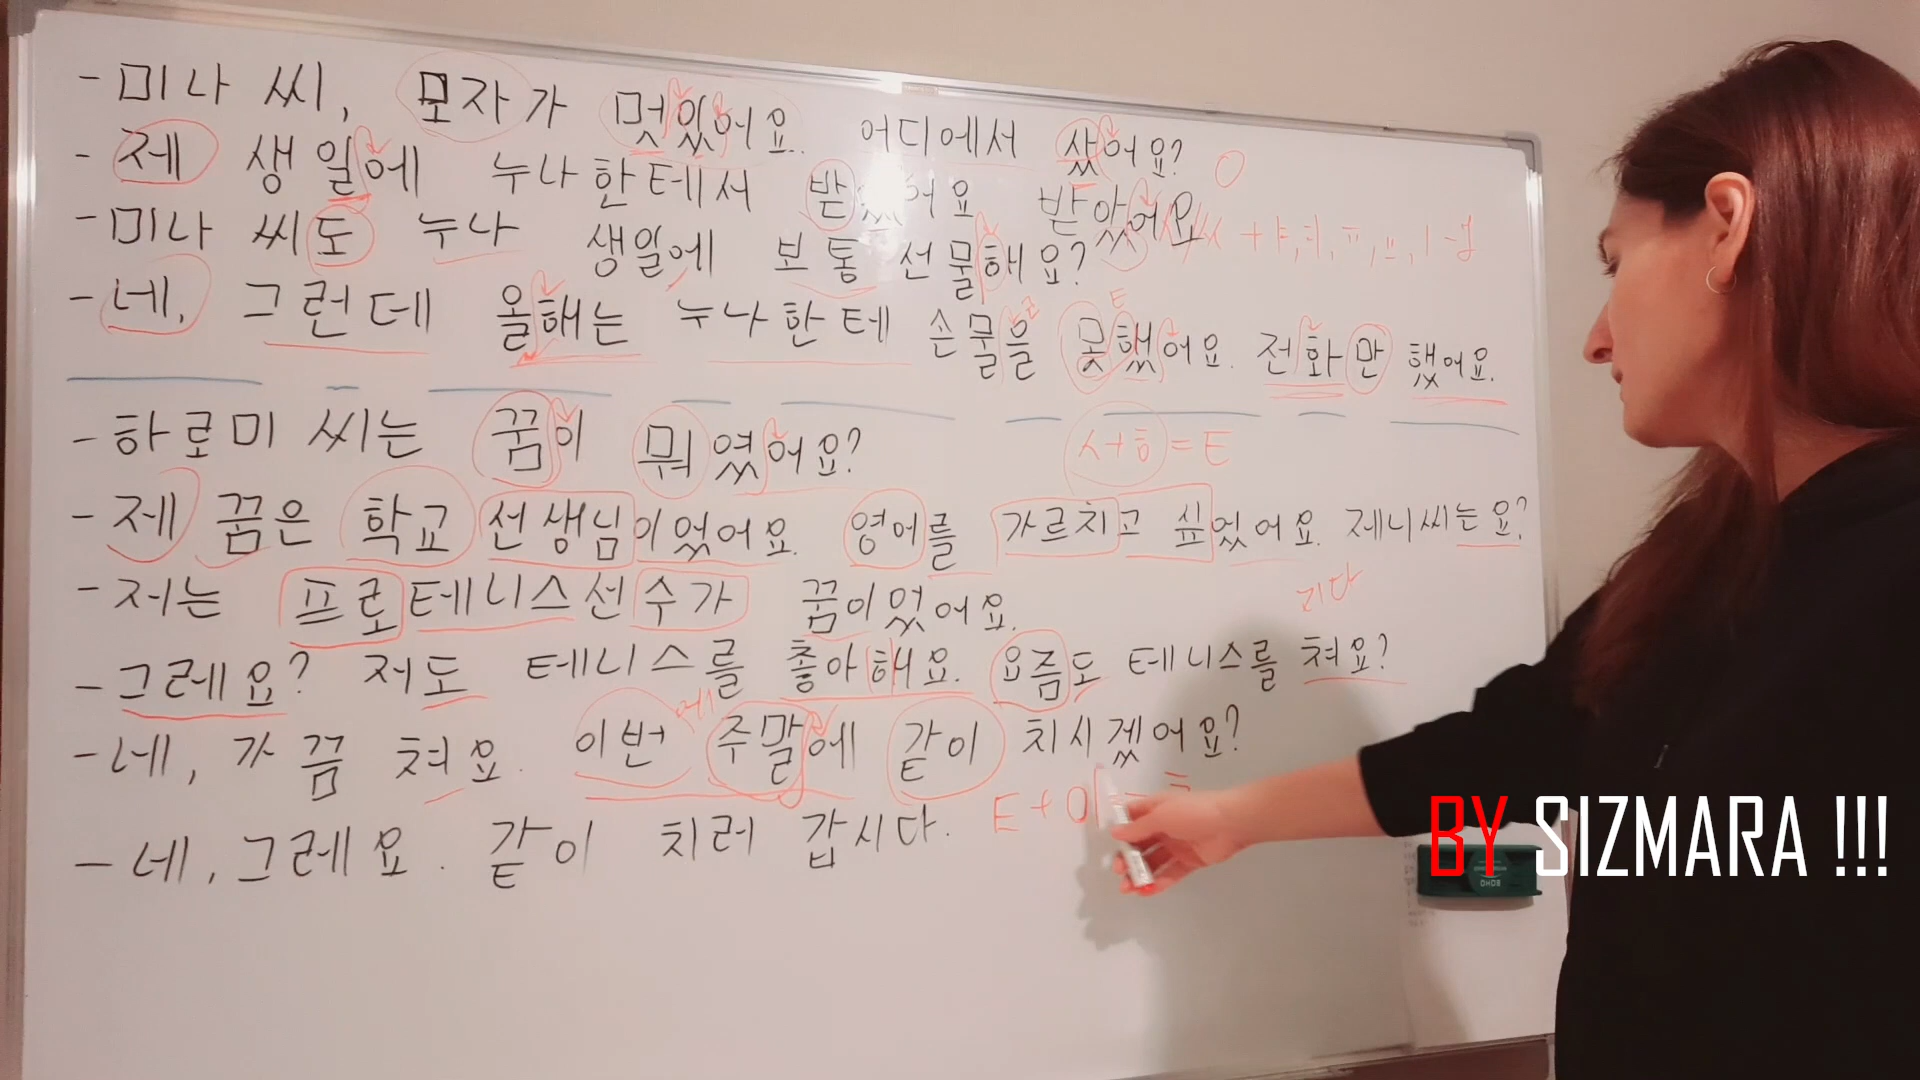 - 미나 씨, 모자가 멋있어요. 어디에서 샀어요?
- 제 생일에 누나한테서 받았어요 받았어요
ㅆ + ㅑ, ㅕ, ㅠ, ㅛ, ㅣ -
- 미나 씨도 누나 생일에 보통 선물해요?
- 네, 그런데 올해는 누나한테 손물을 못했어요. 전화만 했어요.
ㅅ+ㅎ=ㅌ
- 하로미 씨는 꿈이 뭐였어요?
- 제 꿈은 학교 선생님이었어요. 영어를 가르치고 싶었어요. 제니씨는요?
- 저는 프로테니스선수가 꿈이었어요.
치다
- 그레요? 저도 테니스를 좋아해요. 요즘도 테니스를 쳐요?
- 네, 가끔 쳐요. 이번 주말에 같이 치시겠어요?
ㅌ+이
- 네, 그레요. 같이 치러 갑시다.
BY SIZMARA !!!